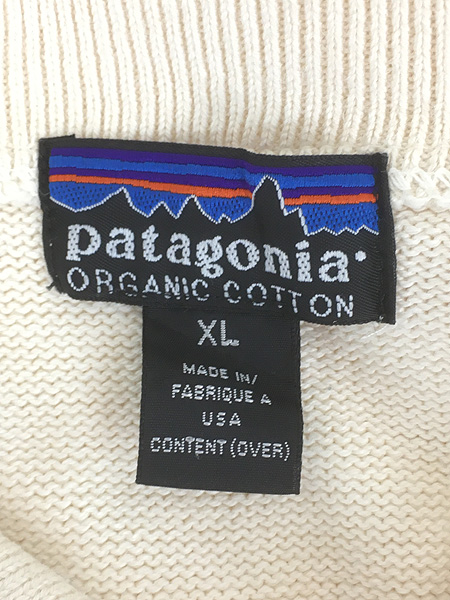 patagonia®
ORGANIC COTTON
XL
MADE IN/
FABRIQUE A
USA
CONTENT (OVER)